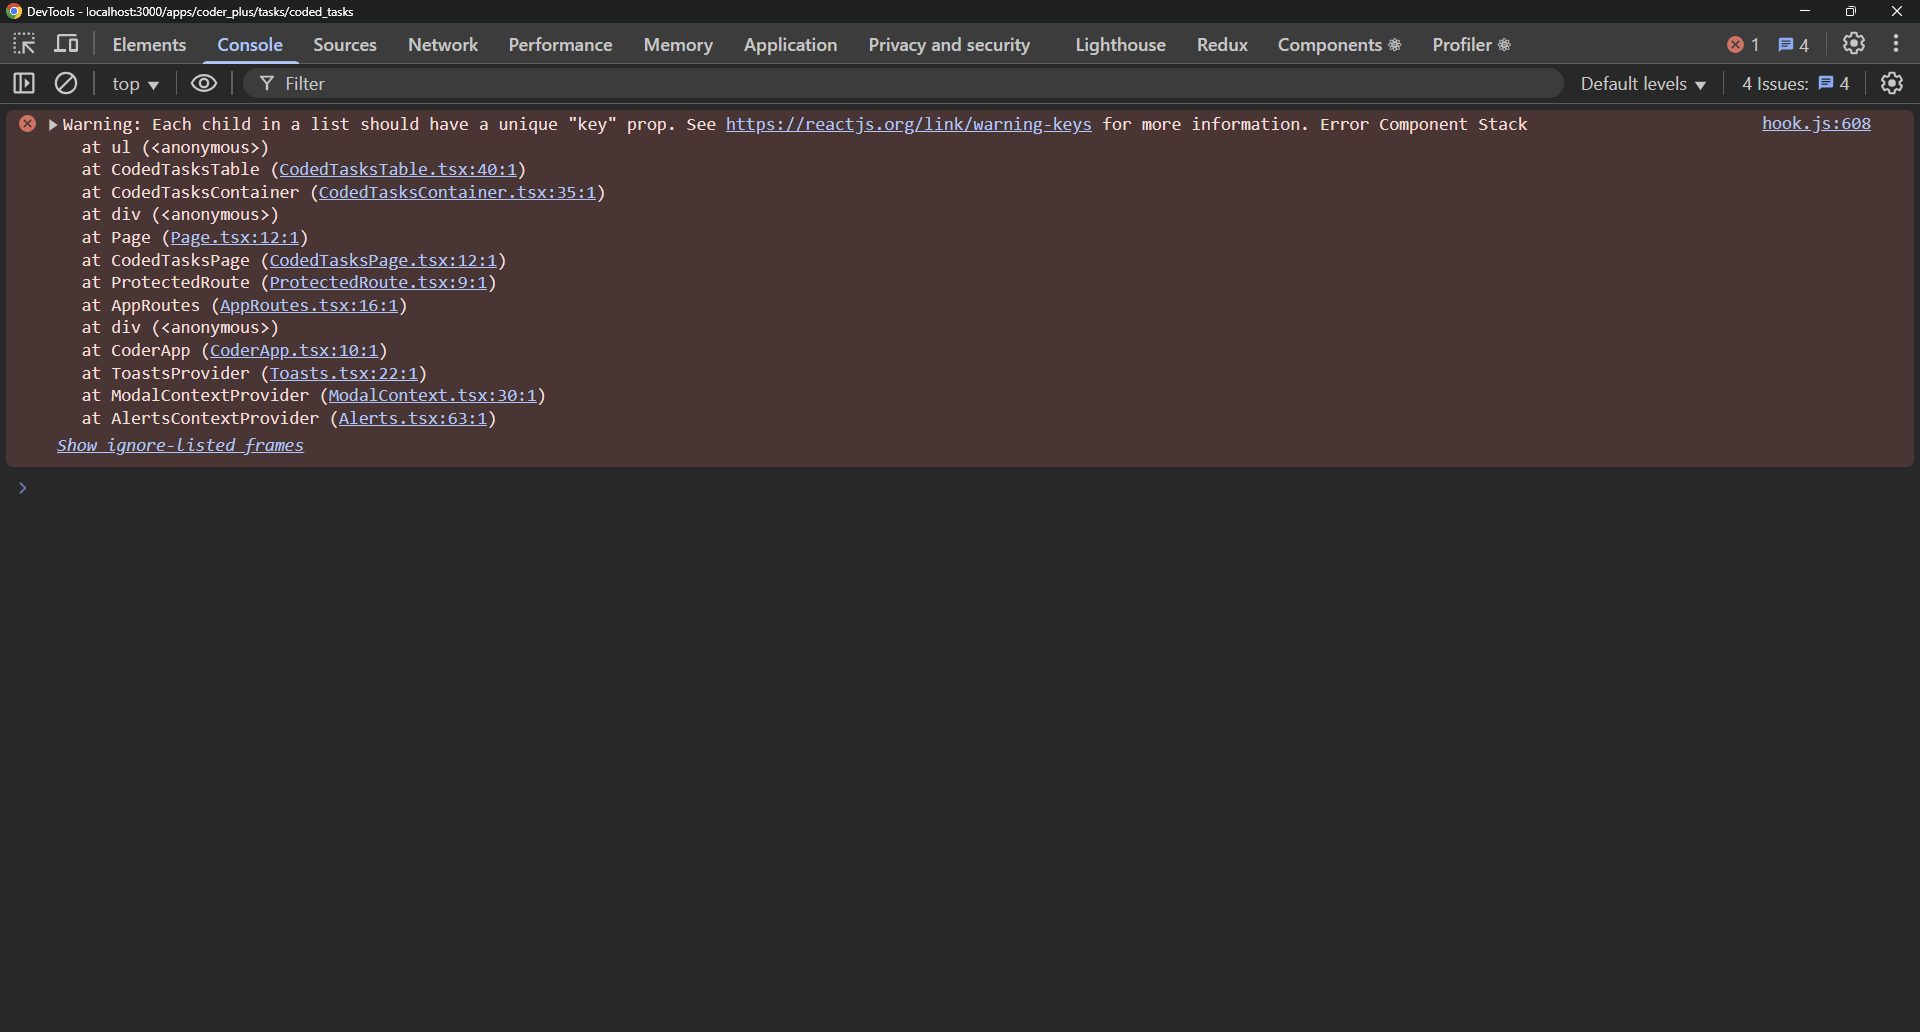 DevTools - localhost:3000/apps/coder_plus/tasks/coded_tasks
Elements Console Sources Network Performance Memory Application Privacy and security Lighthouse Redux Components Profiler 1 4
top Filter Default levels 4 Issues: 4
Warning: Each child in a list should have a unique "key" prop. See https://reactjs.org/link/warning-keys for more information. Error Component Stack hook.js:608
at ul (<anonymous>)
at CodedTasksTable (CodedTasksTable.tsx:40:1)
at CodedTasksContainer (CodedTasksContainer.tsx:35:1)
at div (<anonymous>)
at Page (Page.tsx:12:1)
at CodedTasksPage (CodedTasksPage.tsx:12:1)
at ProtectedRoute (ProtectedRoute.tsx:9:1)
at AppRoutes (AppRoutes.tsx:16:1)
at div (<anonymous>)
at CoderApp (CoderApp.tsx:10:1)
at ToastsProvider (Toasts.tsx:22:1)
at ModalContextProvider (ModalContext.tsx:30:1)
at AlertsContextProvider (Alerts.tsx:63:1)
Show ignore-listed frames